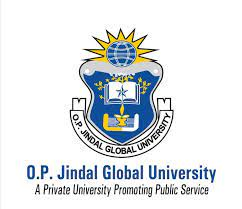 O.P. JINDAL GLOBAL UNIVERSITY
O.P. Jindal Global University
A Private University Promoting Public Service